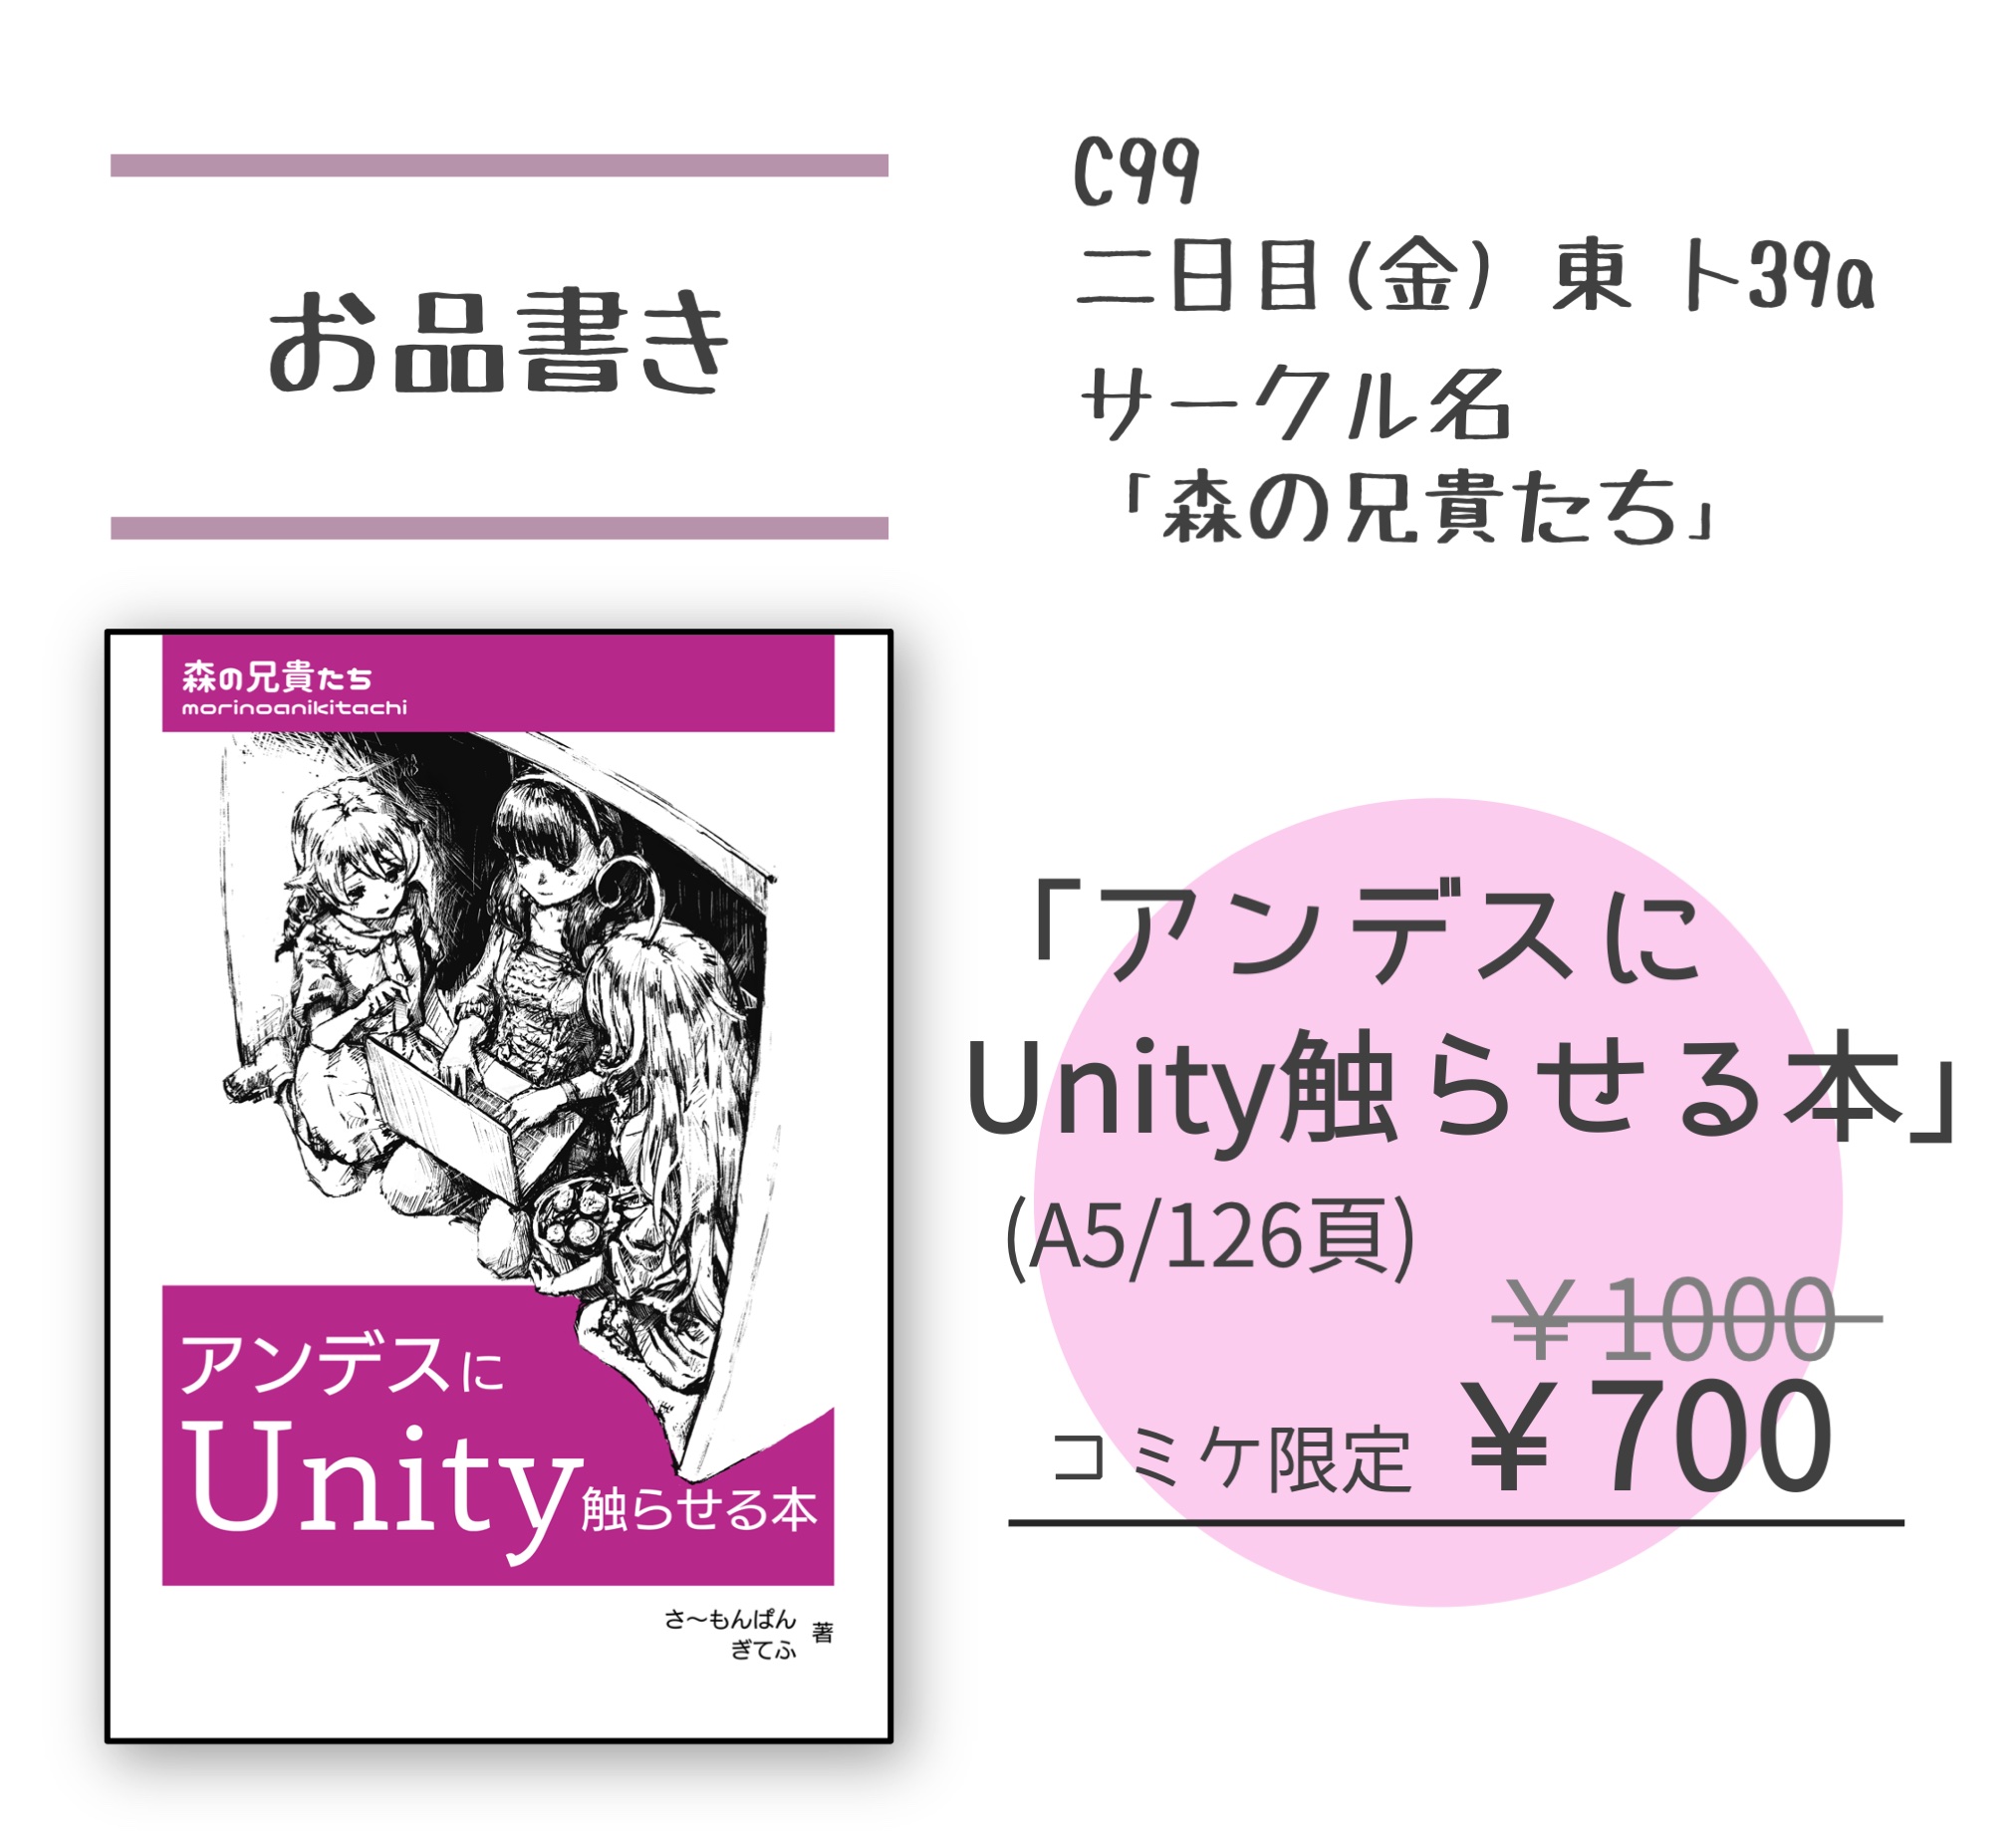 お品書き
C99
二日目(金) 東 ト39a
サークル名
「森の兄貴たち」
森の兄貴たち
morinoanikitachi
アンデスに
Unity触らせる本
さ～もんぱん
ぎてふ
著
「アンデスに
Unity触らせる本」
(A5/126頁)
￥1000
コミケ限定 ￥700